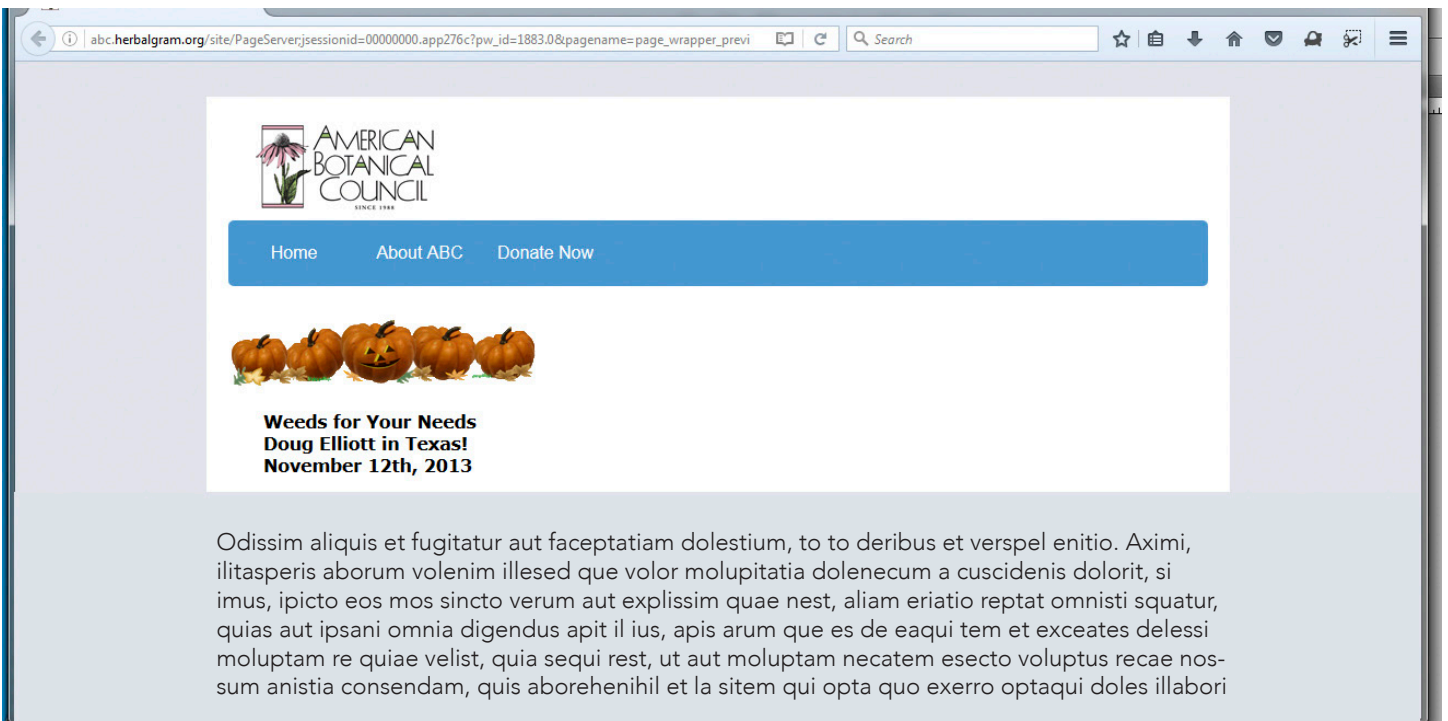 abc.herbalgram.org/site/PageServer;jsessionid=00000000.app276c?pw_id=1883.0&pagename=page_wrapper_previ
Search
AMERICAN
BOTANICAL
COUNCIL
SINCE 1988
Home About ABC Donate Now
Weeds for Your Needs
Doug Elliott in Texas!
November 12th, 2013
Odissim aliquis et fugitatur aut faceptatiam dolestium, to to deribus et verspel enitio. Aximi,
ilitasperis aborum volenim illesed que volor molupitatia dolenecum a cuscidenis dolorit, si
imus, ipicto eos mos sincto verum aut explissim quae nest, aliam eriatio reptat omnisti squatur,
quias aut ipsani omnia digendus apit il ius, apis arum que es de eaqui tem et exceates delessi
moluptam re quiae velist, quia sequi rest, ut aut moluptam necatem esecto voluptus recae nos-
sum anistia consendam, quis aborehenihil et la sitem qui opta quo exerro optaqui doles illabori